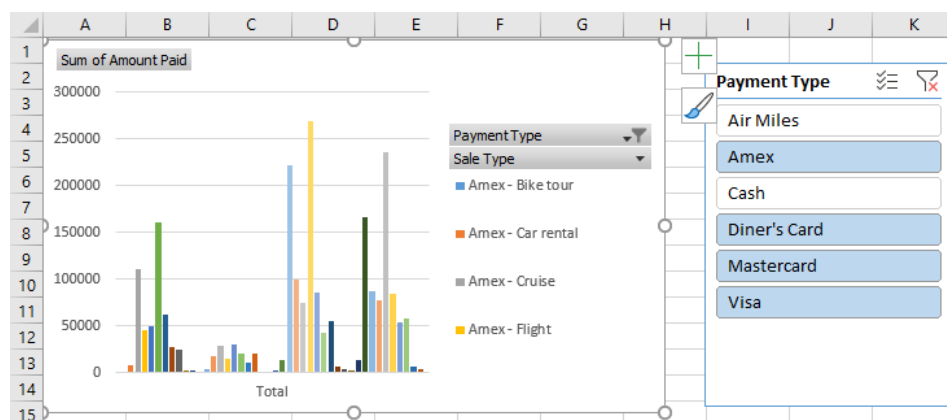 A B C D E F G H I J K
1
2
3
4
5
6
7
8
9
10
11
12
13
14
15
Sum of Amount Paid
300000
250000
200000
150000
100000
50000
0
Total
Payment Type
Sale Type
Amex - Bike tour
Amex - Car rental
Amex - Cruise
Amex - Flight
Payment Type
Air Miles
Amex
Cash
Diner's Card
Mastercard
Visa